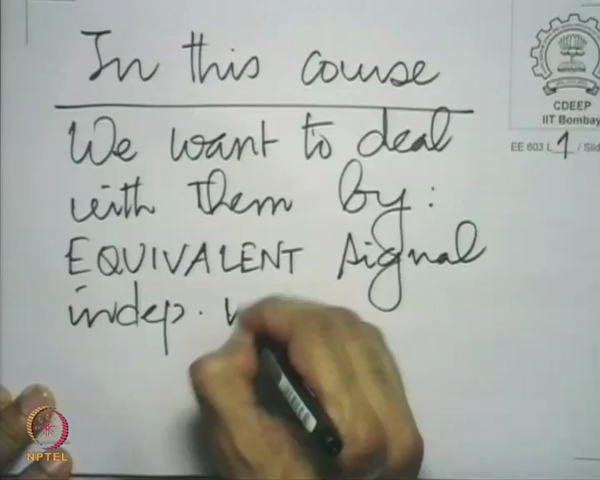 In this course
We want to deal
with them by:
EQUIVALENT signal
indep.
CDEEP
IIT Bombay
EE 603 L 1 / Slid
NPTEL